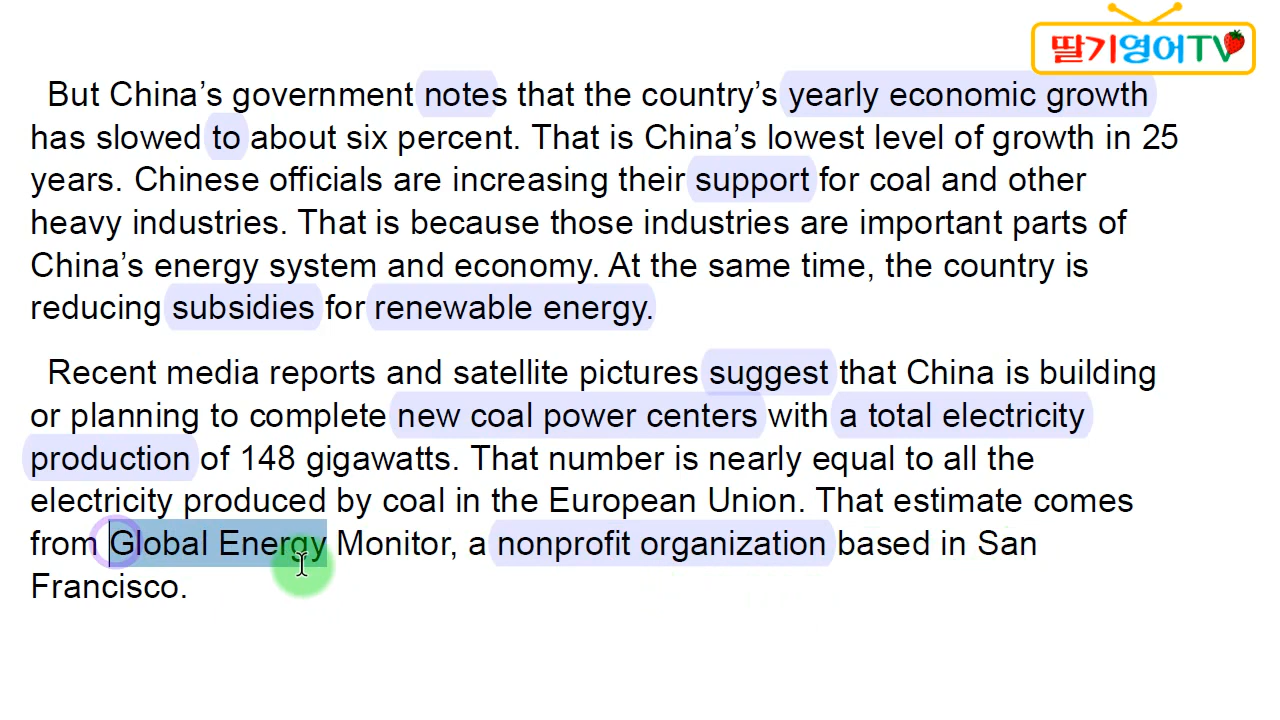 딸기영어TV
But China’s government notes that the country’s yearly economic growth
has slowed to about six percent. That is China’s lowest level of growth in 25
years. Chinese officials are increasing their support for coal and other
heavy industries. That is because those industries are important parts of
China’s energy system and economy. At the same time, the country is
reducing subsidies for renewable energy.
Recent media reports and satellite pictures suggest that China is building
or planning to complete new coal power centers with a total electricity
production of 148 gigawatts. That number is nearly equal to all the
electricity produced by coal in the European Union. That estimate comes
from Global Energy Monitor, a nonprofit organization based in San
Francisco.